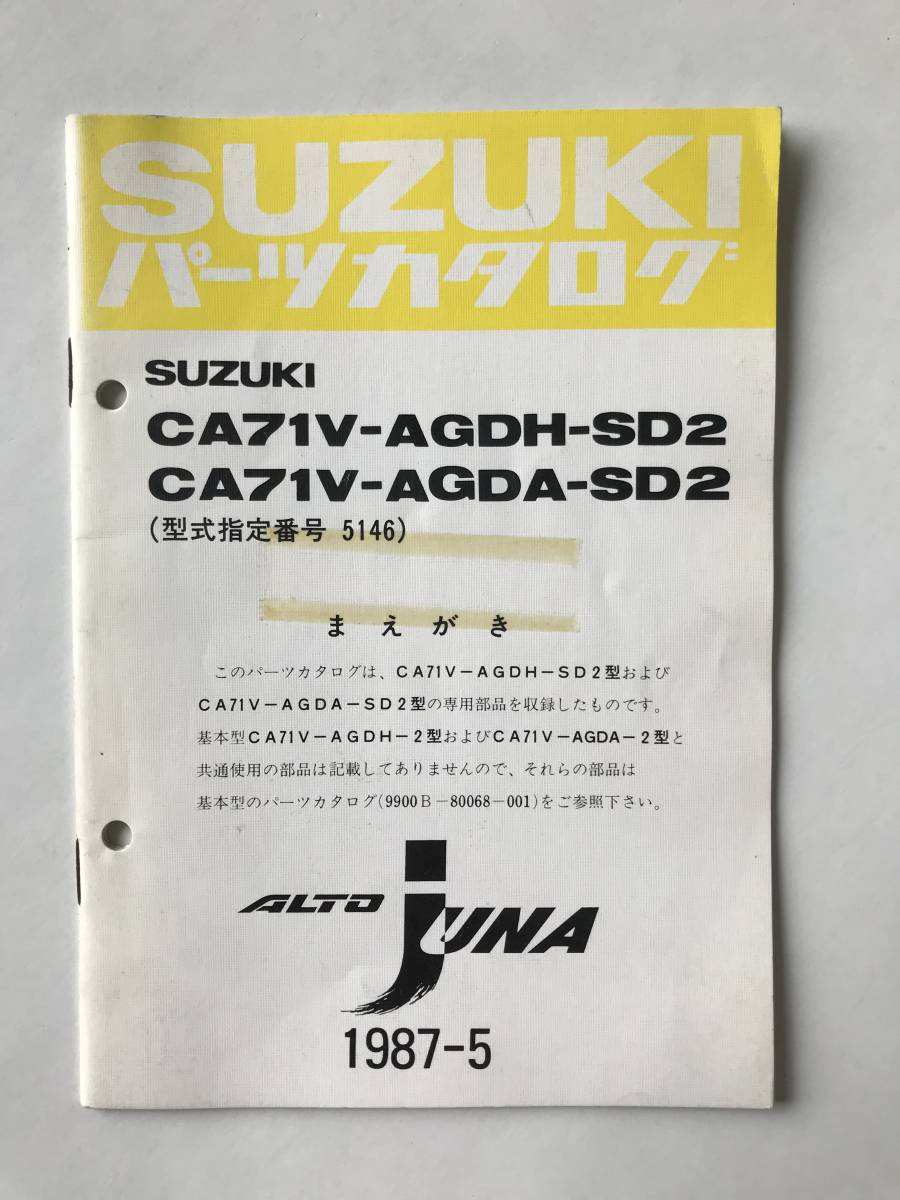 SUZUKI
パーツカタログ
SUZUKI
CA71V-AGDH-SD2
CA71V-AGDA-SD2
(型式指定番号 5146)
まえがき
このパーツカタログは、CA71V-AGDH-SD2型および
CA71V-AGDA-SD2型の専用部品を収録したものです。
基本型CA71V-AGDH-2型およびCA71V-AGDA-2型と
共通使用の部品は記載してありませんので、それらの部品は
基本型のパーツカタログ(9900B-80068-001)をご参照下さい。
ALTO jUNA
1987-5